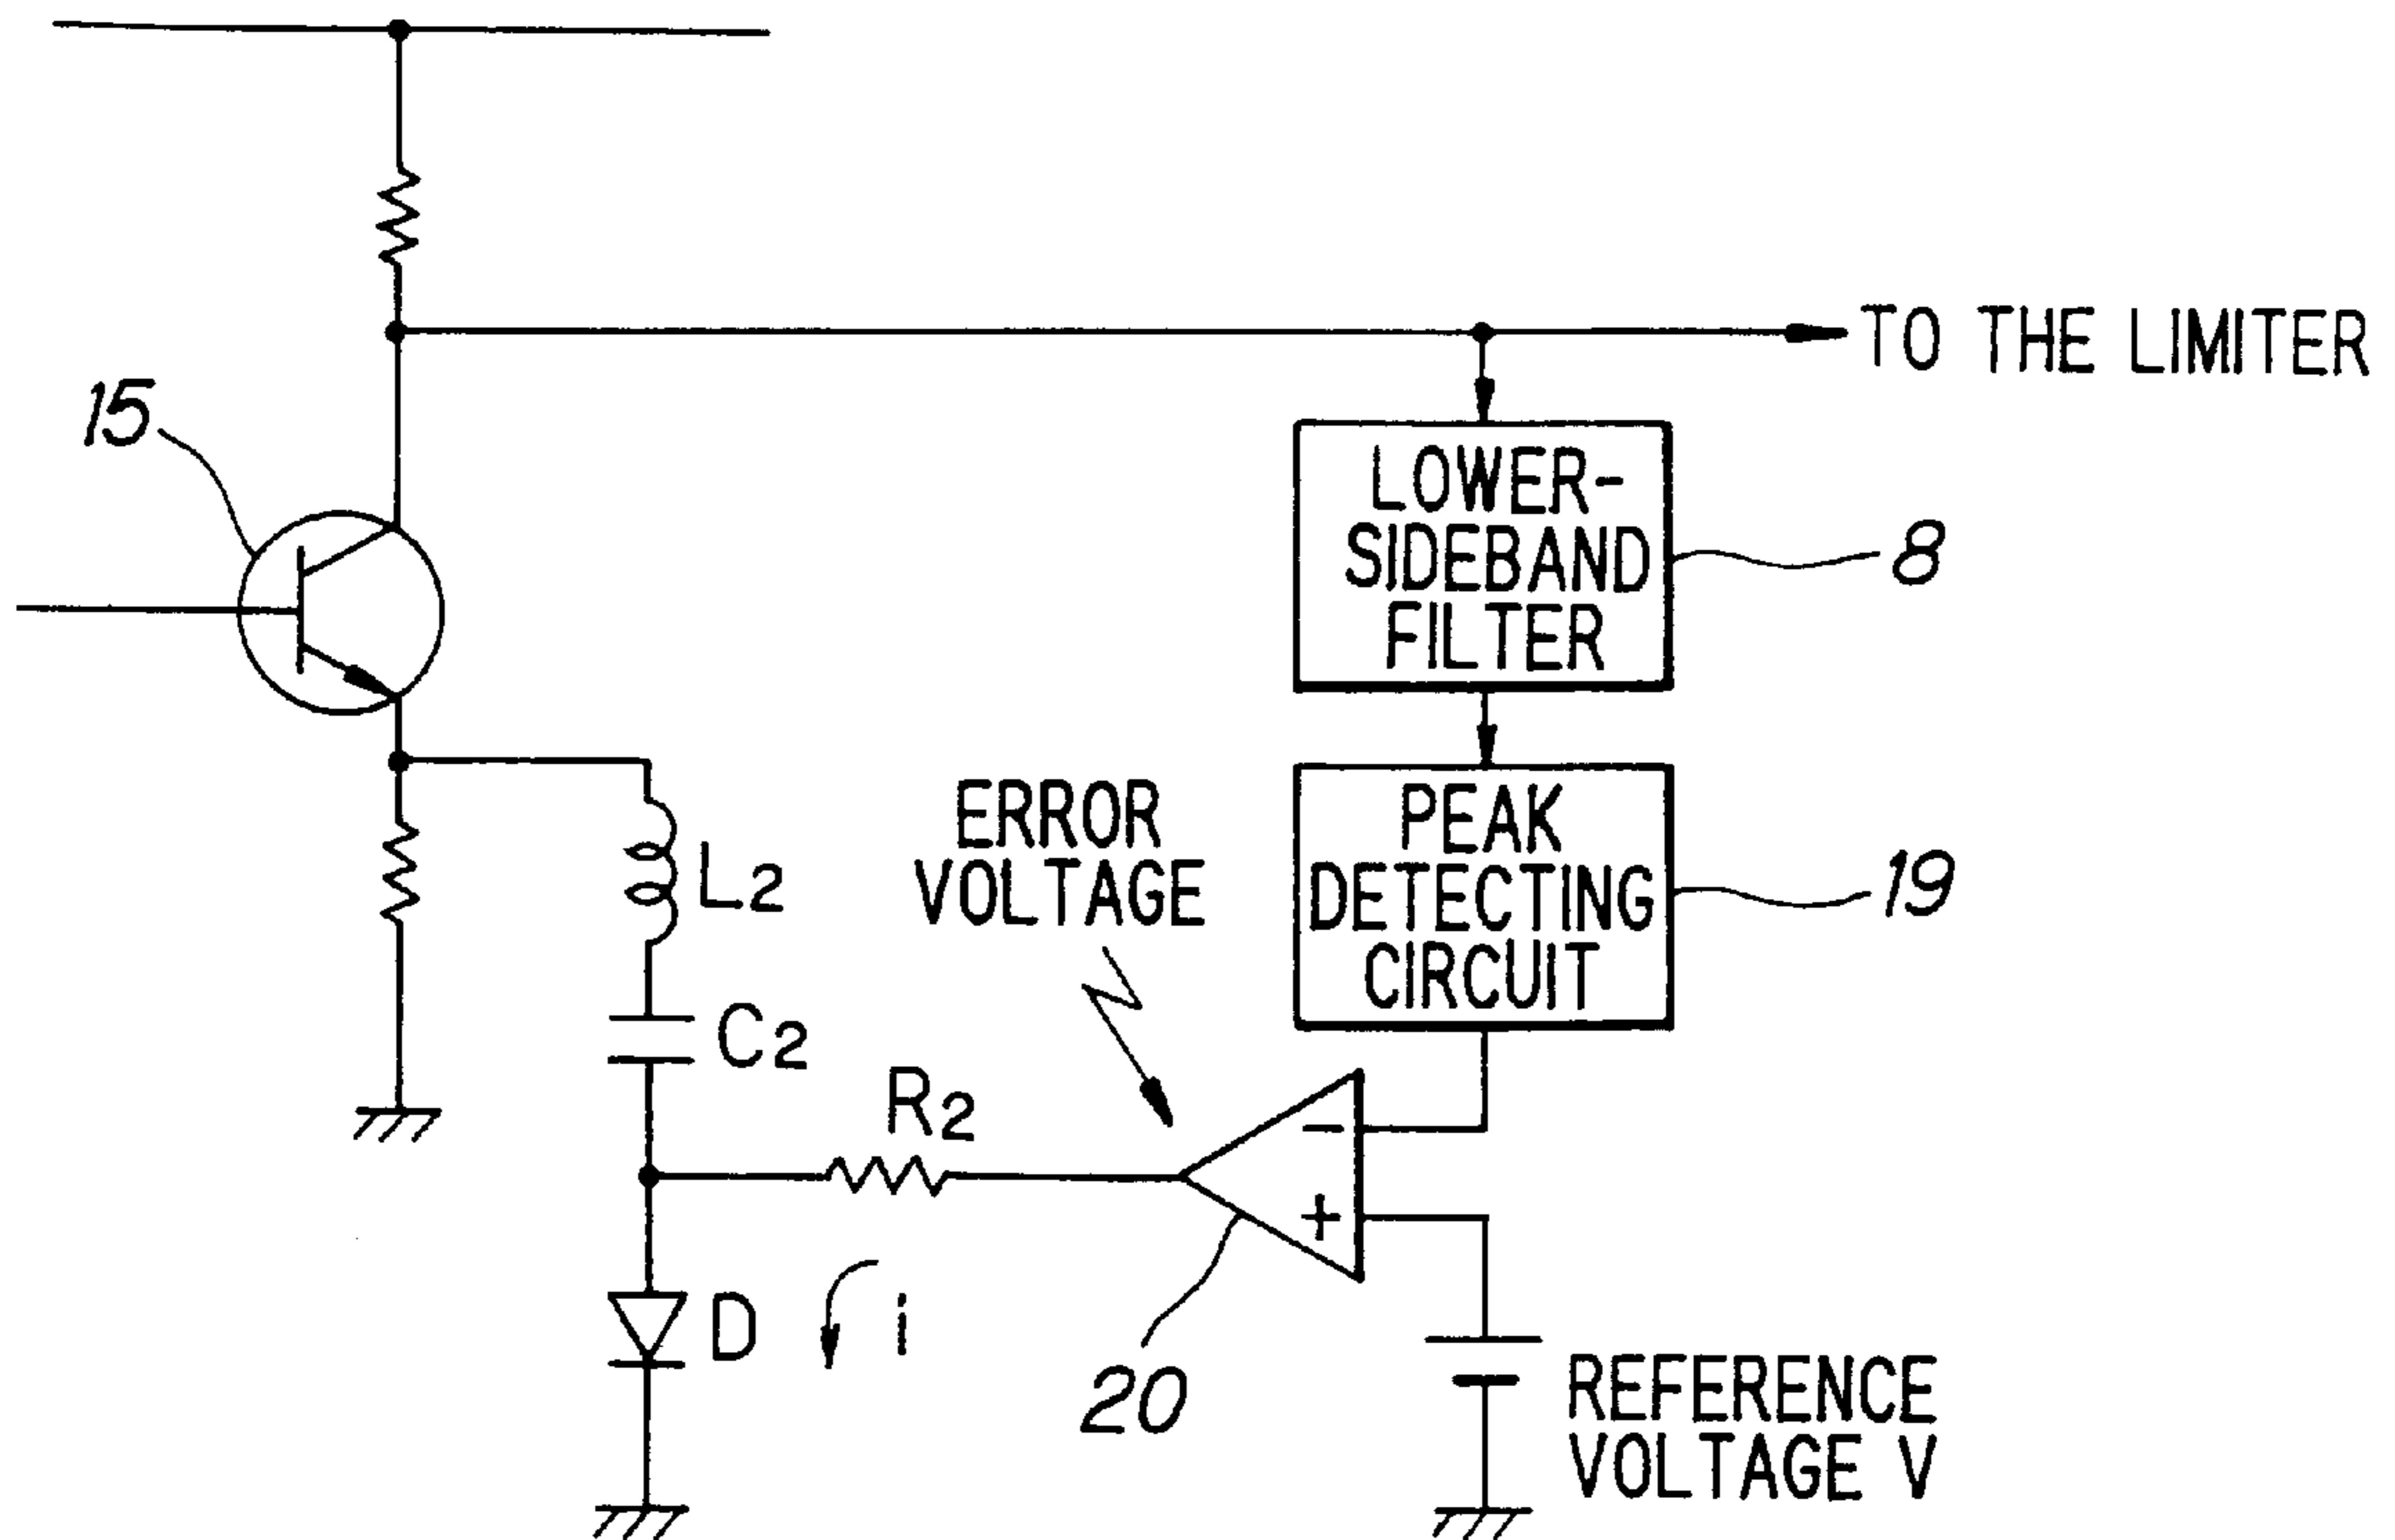 TO THE LIMITER
15
LOWER-
SIDEBAND
FILTER
8
ERROR
VOLTAGE
PEAK
DETECTING
CIRCUIT
19
L2
C2
R2
-
+
D
i
20
REFERENCE
VOLTAGE V